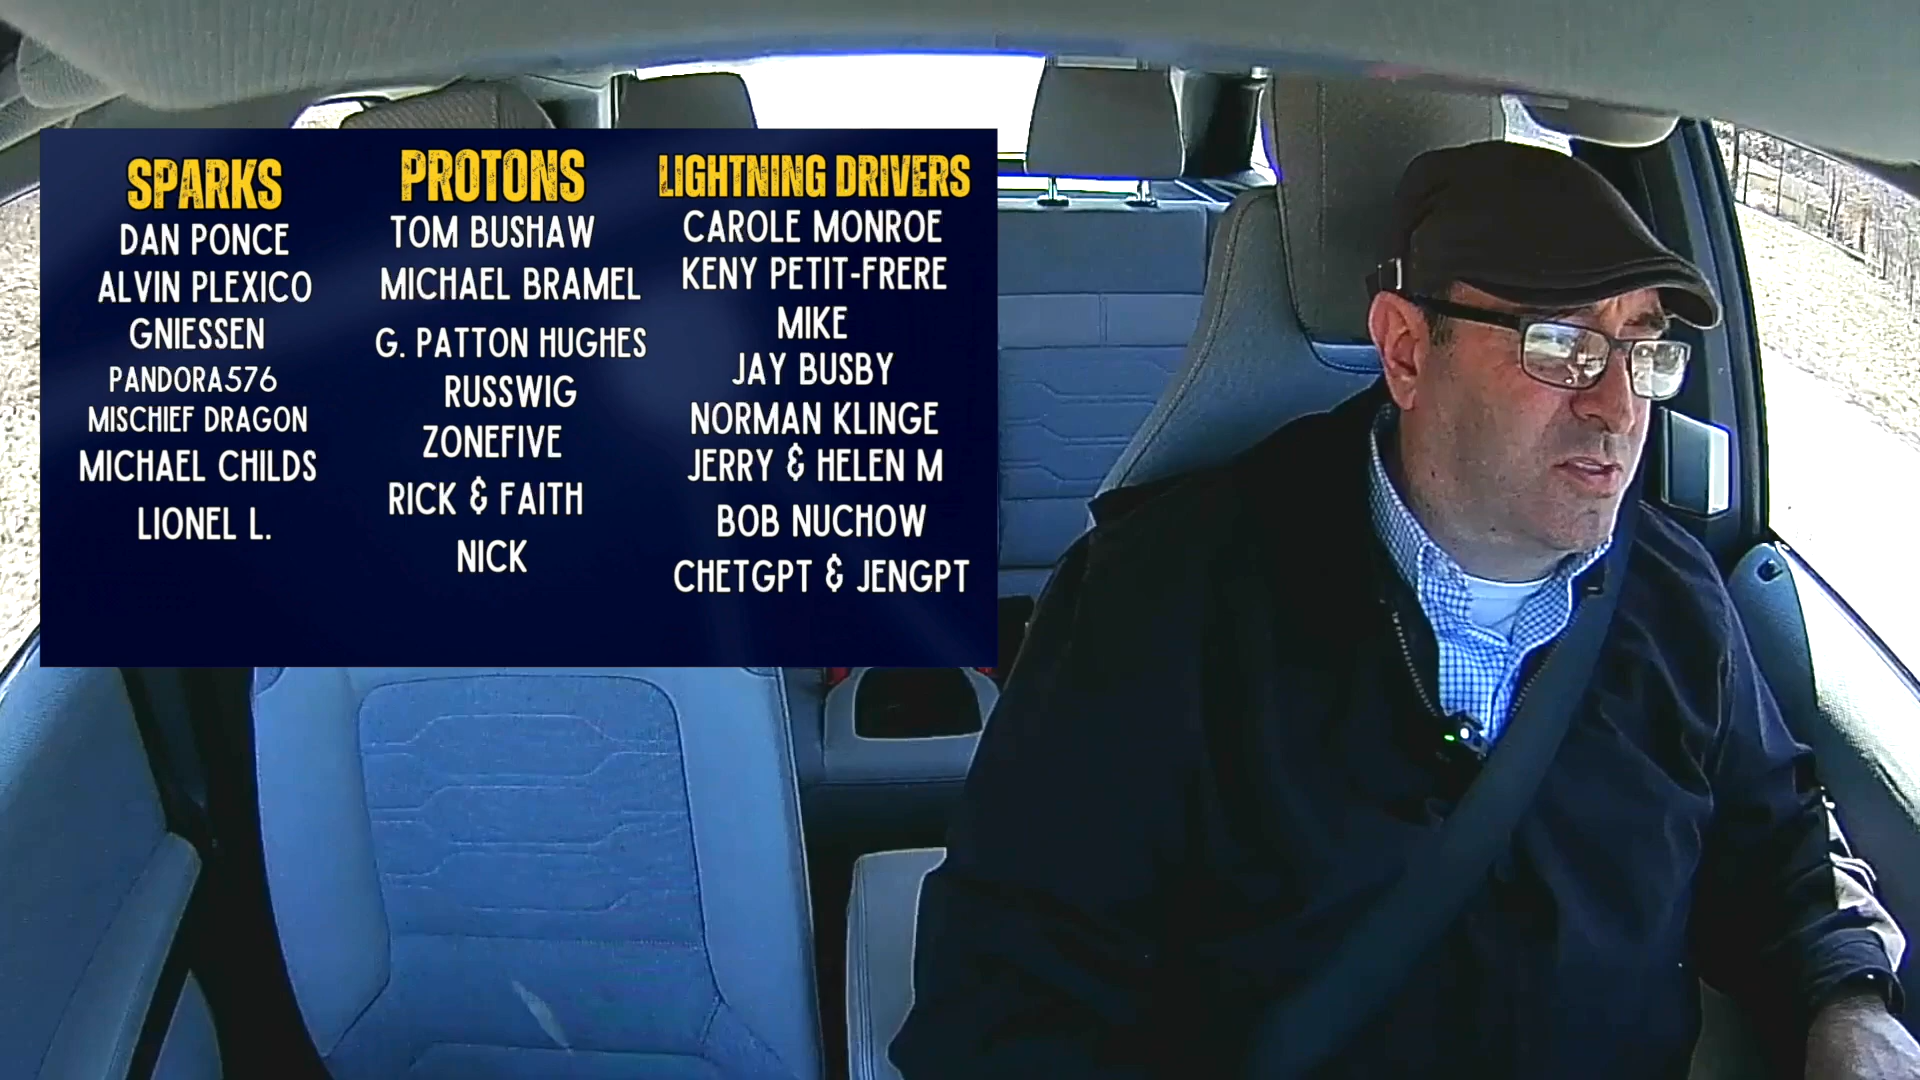 SPARKS
DAN PONCE
ALVIN PLEXICO
GNIESSEN
PANDORA576
MISCHIEF DRAGON
MICHAEL CHILDS
LIONEL L.
PROTONS
TOM BUSHAW
MICHAEL BRAMEL
G. PATTON HUGHES
RUSSWIG
ZONEFIVE
RICK & FAITH
NICK
LIGHTNING DRIVERS
CAROLE MONROE
KENY PETIT-FRERE
MIKE
JAY BUSBY
NORMAN KLINGE
JERRY & HELEN M
BOB NUCHOW
CHETGPT & JENGPT